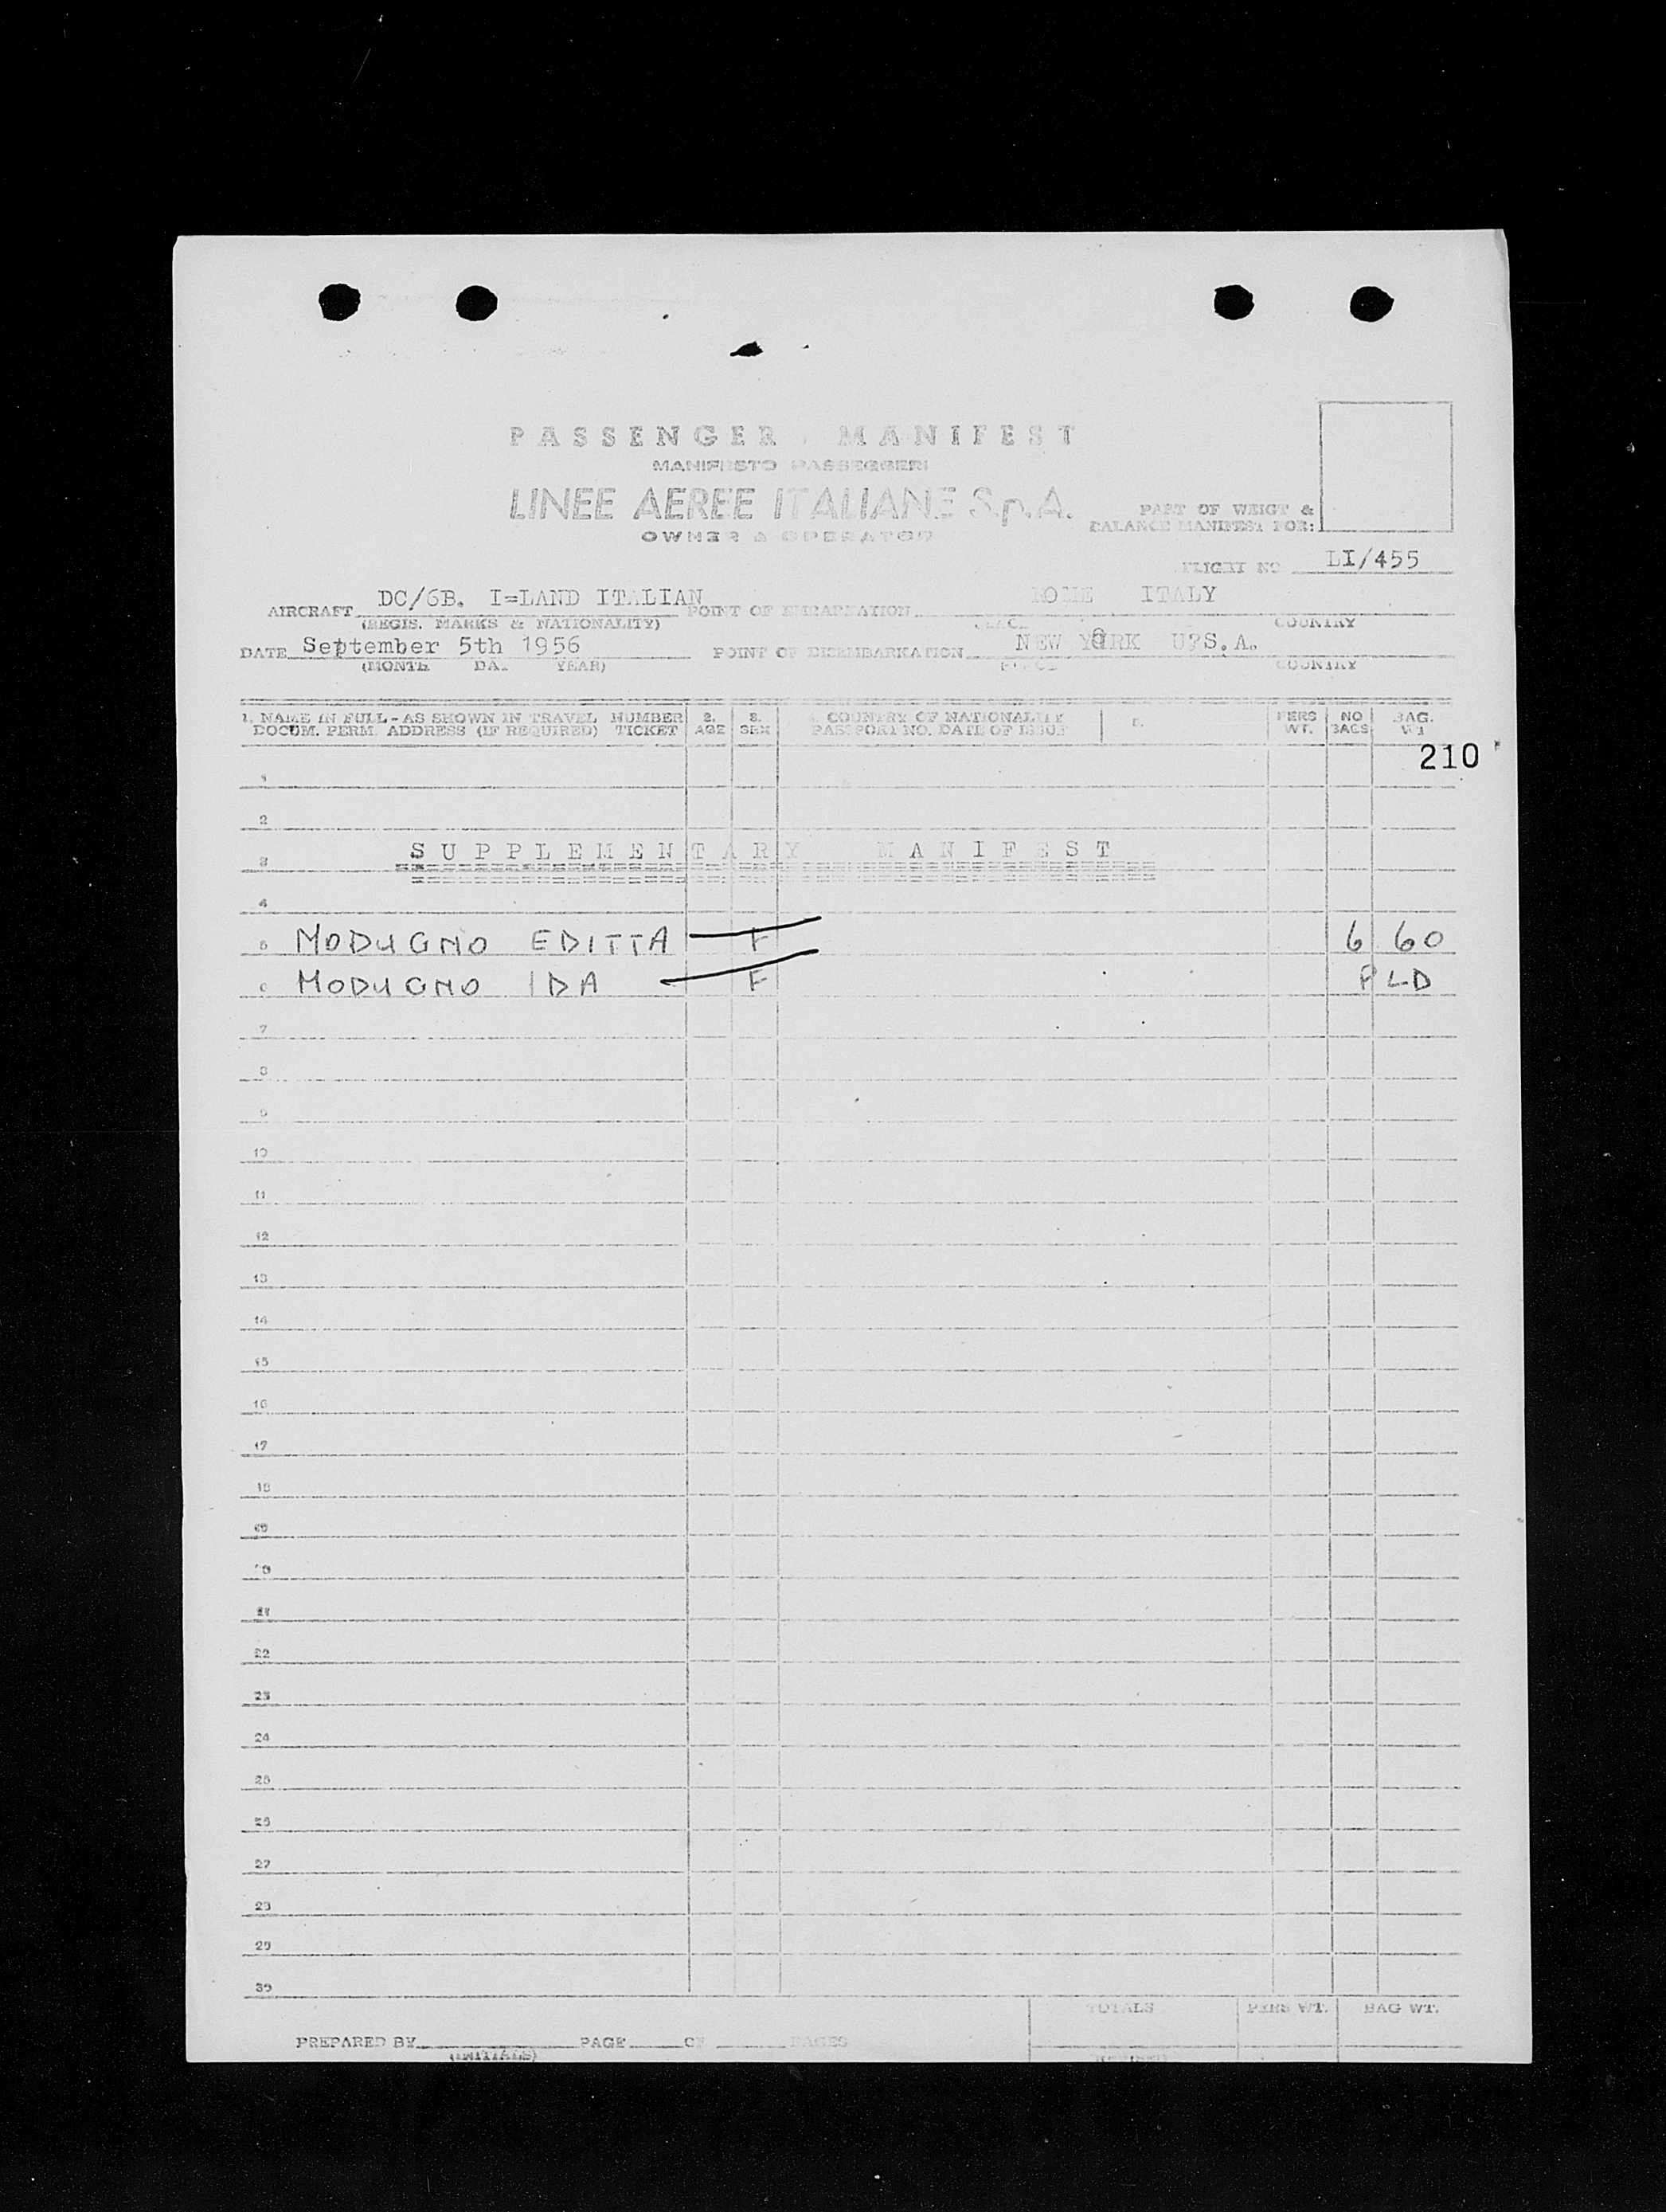 PASSENGER MANIFEST
MANIFESTO PASSEGGERI
LINEE AEREE ITALIANE S.p.A.
OWNER & OPERATOR
PART OF WEIGT &
BALANCE MANIFEST FOR:
FLIGHT NO LI/455
AIRCRAFT DC/6B. I=LAND ITALIAN POINT OF EMBARKATION ROME ITALY
(REGIS. MARKS & NATIONALITY) PLACE COUNTRY
DATE September 5th 1956 POINT OF DISEMBARKATION NEW YORK U.S.A.
(MONTH DAY YEAR) PLACE COUNTRY
1. NAME IN FULL - AS SHOWN IN TRAVEL NUMBER 2. 3. 4. COUNTRY OF NATIONALITY 5. PERS NO BAG.
DOCUM. PERM. ADDRESS (IF REQUIRED) TICKET AGE SEX PASSPORT NO. DATE OF ISSUE WT. BAGS WT
210
1
2
3 SUPPLEMENTARY MANIFEST
4
5 MODUGNO EDITTA F 6 60
6 MODUGNO IDA F PLD
7
8
9
10
11
12
13
14
15
16
17
18
19
20
21
22
23
24
25
26
27
28
29
30
TOTALS PERS WT. BAG WT.
PREPARED BY PAGE OF PAGES
(INITIALS)